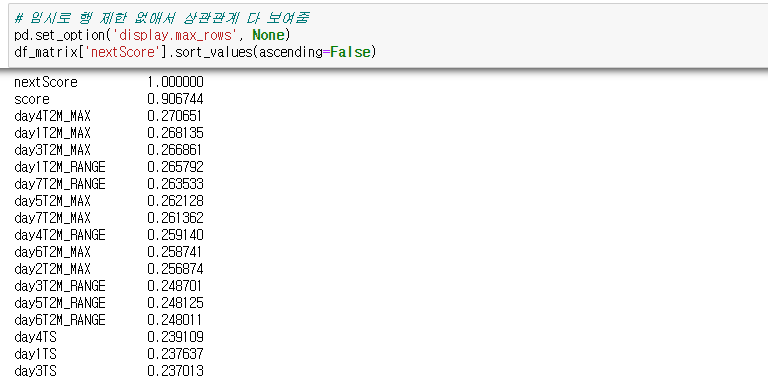 # 임시로 행 제한 없애서 상관관계 다 보여줌
pd.set_option('display.max_rows', None)
df_matrix['nextScore'].sort_values(ascending=False)
nextScore 1.000000
score 0.906744
day4T2M_MAX 0.270651
day1T2M_MAX 0.268135
day3T2M_MAX 0.266861
day1T2M_RANGE 0.265792
day7T2M_RANGE 0.263533
day5T2M_MAX 0.262128
day7T2M_MAX 0.261362
day4T2M_RANGE 0.259140
day6T2M_MAX 0.258741
day2T2M_MAX 0.256874
day3T2M_RANGE 0.248701
day5T2M_RANGE 0.248125
day6T2M_RANGE 0.248011
day4TS 0.239109
day1TS 0.237637
day3TS 0.237013